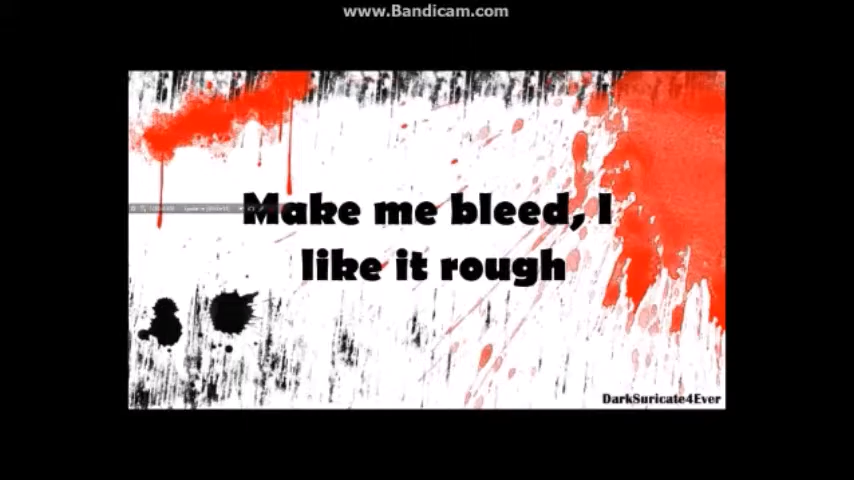 www.Bandicam.com
Make me bleed, I
like it rough
DarkSuricate4Ever